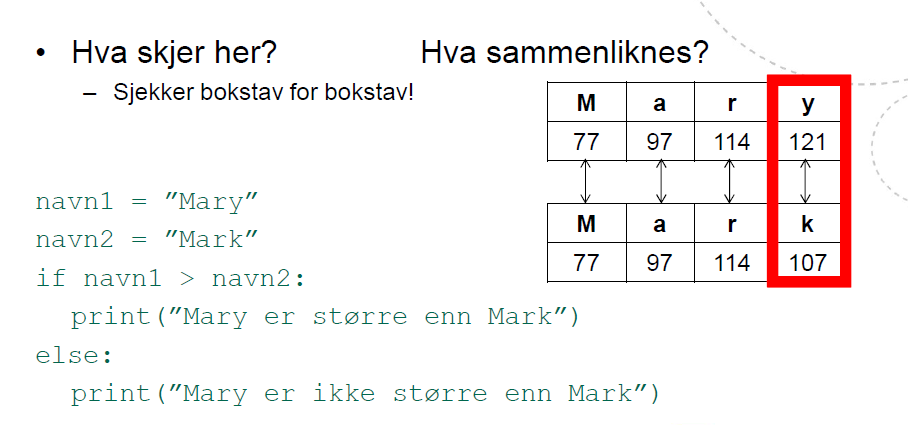 • Hva skjer her?
– Sjekker bokstav for bokstav!
navn1 = ”Mary”
navn2 = ”Mark”
if navn1 > navn2:
print(”Mary er større enn Mark”)
else:
print(”Mary er ikke større enn Mark”)
Hva sammenliknes?
M a r y
77 97 114 121
M a r k
77 97 114 107